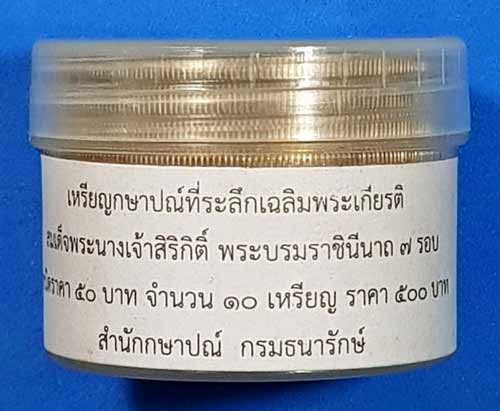 เหรียญกษาปณ์ที่ระลึกเฉลิมพระเกียรติ
สมเด็จพระนางเจ้าสิริกิติ์ พระบรมราชินีนาถ ๗ รอบ
ราคา ๕๐ บาท จำนวน ๑๐ เหรียญ ราคา ๕๐๐ บาท
สำนักกษาปณ์ กรมธนารักษ์